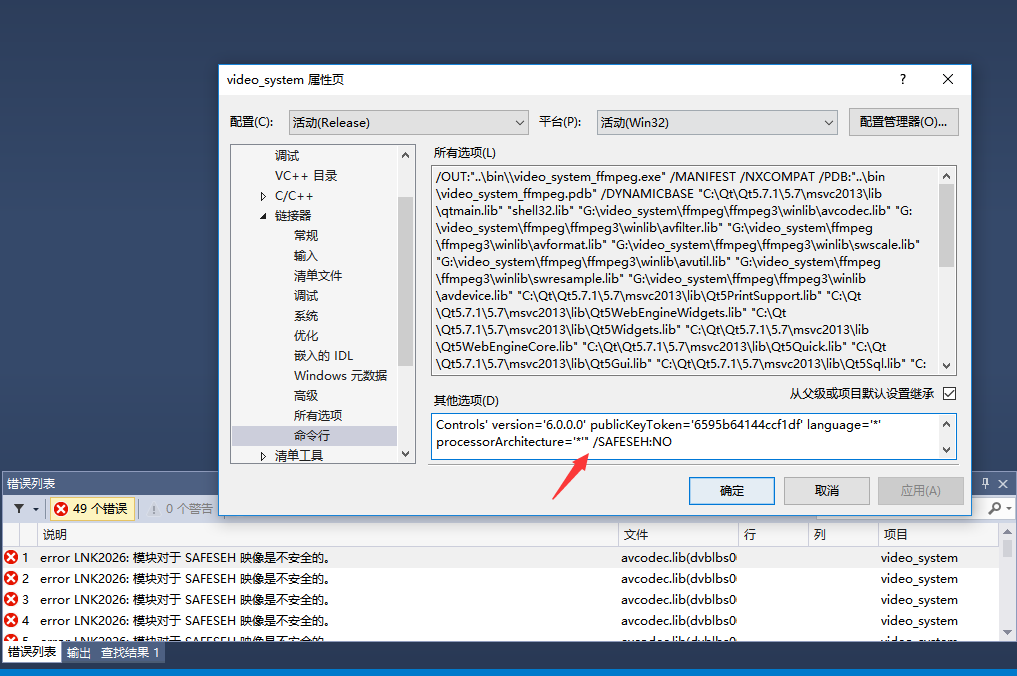 video_system 属性页
配置(C):
活动(Release)
平台(P):
活动(Win32)
配置管理器(O)...
调试
VC++ 目录
C/C++
链接器
常规
输入
清单文件
调试
系统
优化
嵌入的 IDL
Windows 元数据
高级
所有选项
命令行
清单工具
所有选项(L)
/OUT:"..\bin\\video_system_ffmpeg.exe" /MANIFEST /NXCOMPAT /PDB:"..\bin
\video_system_ffmpeg.pdb" /DYNAMICBASE "C:\Qt\Qt5.7.1\5.7\msvc2013\lib
\qtmain.lib" "shell32.lib" "G:\video_system\ffmpeg\ffmpeg3\winlib\avcodec.lib" "G:
\video_system\ffmpeg\ffmpeg3\winlib\avfilter.lib" "G:\video_system\ffmpeg
\ffmpeg3\winlib\avformat.lib" "G:\video_system\ffmpeg\ffmpeg3\winlib\swscale.lib"
"G:\video_system\ffmpeg\ffmpeg3\winlib\avutil.lib" "G:\video_system\ffmpeg
\ffmpeg3\winlib\swresample.lib" "G:\video_system\ffmpeg\ffmpeg3\winlib
\avdevice.lib" "C:\Qt\Qt5.7.1\5.7\msvc2013\lib\Qt5PrintSupport.lib" "C:\Qt
\Qt5.7.1\5.7\msvc2013\lib\Qt5WebEngineWidgets.lib" "C:\Qt
\Qt5.7.1\5.7\msvc2013\lib\Qt5Widgets.lib" "C:\Qt\Qt5.7.1\5.7\msvc2013\lib
\Qt5WebEngineCore.lib" "C:\Qt\Qt5.7.1\5.7\msvc2013\lib\Qt5Quick.lib" "C:\Qt
\Qt5.7.1\5.7\msvc2013\lib\Qt5Gui.lib" "C:\Qt\Qt5.7.1\5.7\msvc2013\lib\Qt5Sql.lib" "C:
从父级或项目默认设置继承
其他选项(D)
Controls' version='6.0.0.0' publicKeyToken='6595b64144ccf1df' language='*'
processorArchitecture='*'" /SAFESEH:NO
确定
取消
应用(A)
错误列表
49 个错误
0 个警告
说明
文件
行
列
项目
1 error LNK2026: 模块对于 SAFESEH 映像是不安全的。 avcodec.lib(dvblbs0 video_system
2 error LNK2026: 模块对于 SAFESEH 映像是不安全的。 avcodec.lib(dvblbs0 video_system
3 error LNK2026: 模块对于 SAFESEH 映像是不安全的。 avcodec.lib(dvblbs0 video_system
4 error LNK2026: 模块对于 SAFESEH 映像是不安全的。 avcodec.lib(dvblbs0 video_system
错误列表
输出
查找结果 1